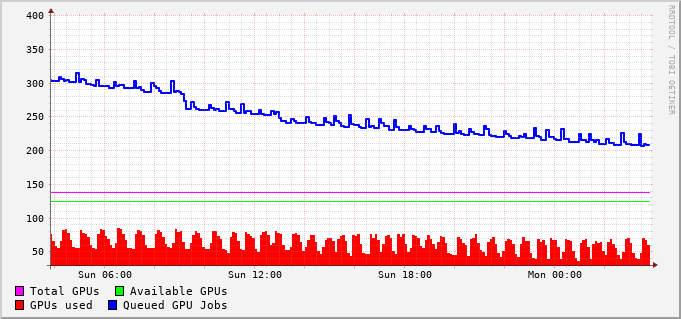 400
350
300
250
200
150
100
50
Sun 06:00 Sun 12:00 Sun 18:00 Mon 00:00
Total GPUs Available GPUs
GPUs used Queued GPU Jobs
RRDTOOL / TOBI OETIKER